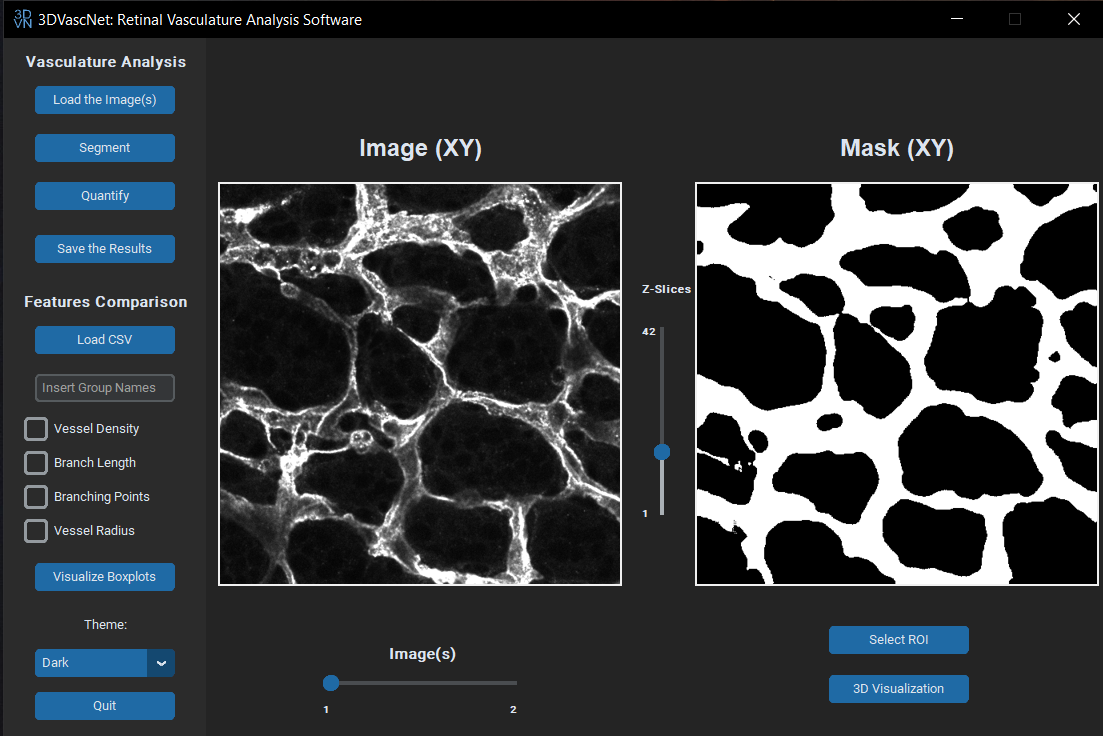 3D
VN
3DVascNet: Retinal Vasculature Analysis Software
Vasculature Analysis
Load the Image(s)
Segment
Quantify
Save the Results
Features Comparison
Load CSV
Insert Group Names
Vessel Density
Branch Length
Branching Points
Vessel Radius
Visualize Boxplots
Theme:
Dark
Quit
Image (XY)
Image(s)
1
2
Z-Slices
42
1
Mask (XY)
Select ROI
3D Visualization